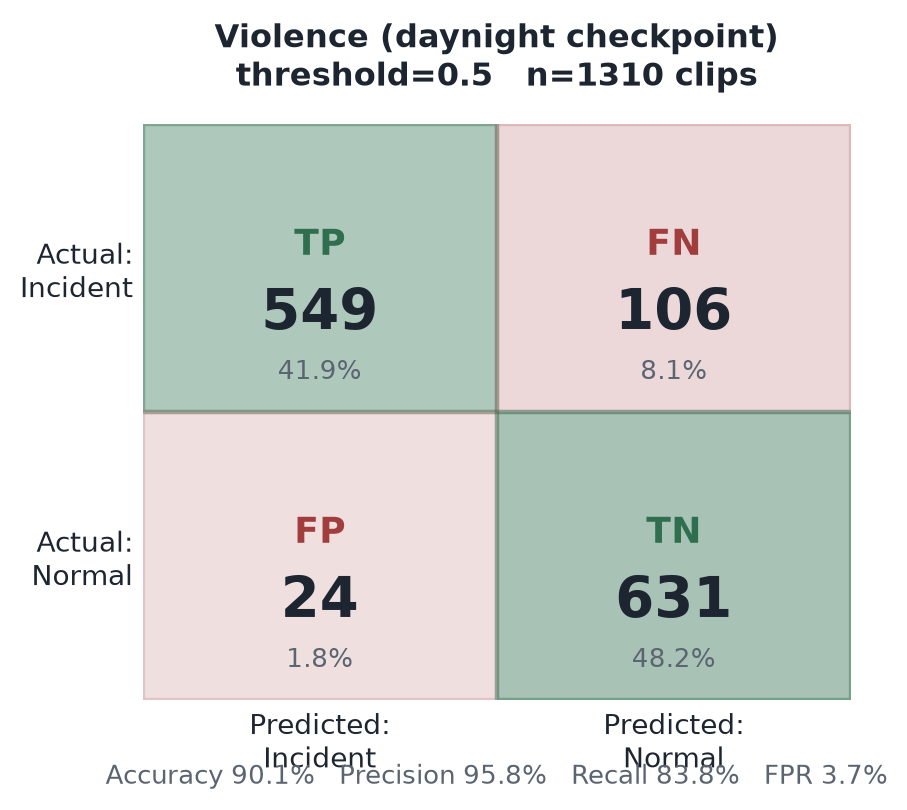 Violence (daynight checkpoint)
threshold=0.5   n=1310 clips
Actual:
Incident
TP
549
41.9%
FN
106
8.1%
Actual:
Normal
FP
24
1.8%
TN
631
48.2%
Predicted:
Incident
Predicted:
Normal
Accuracy 90.1%   Precision 95.8%   Recall 83.8%   FPR 3.7%